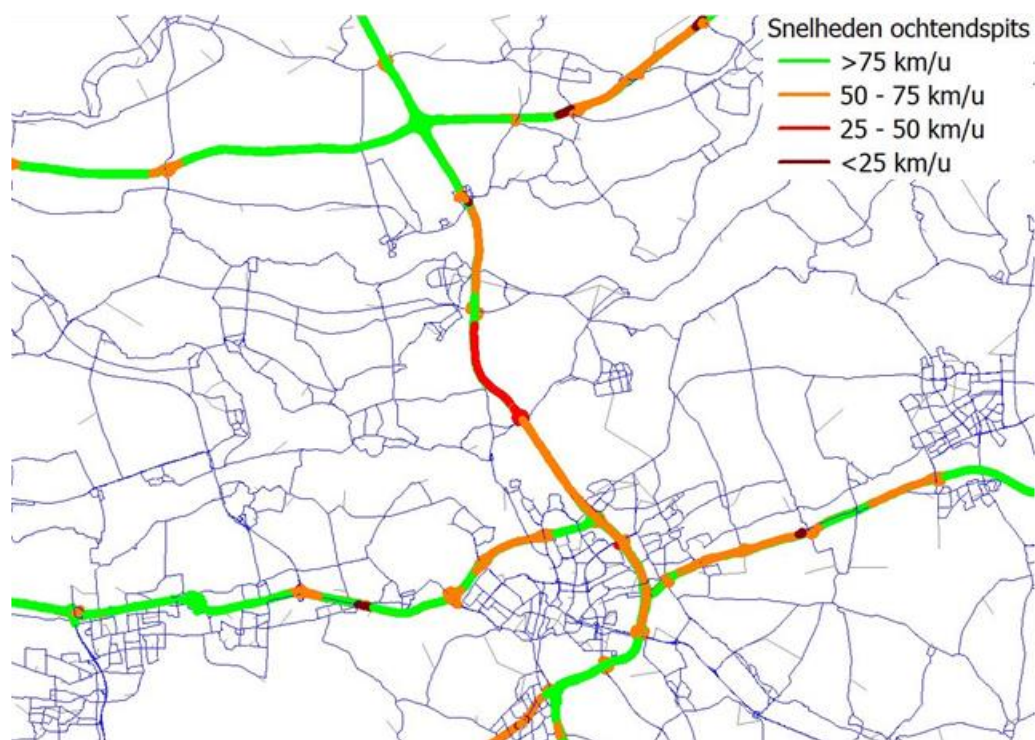 Snelheden ochtendspits
>75 km/u
50 - 75 km/u
25 - 50 km/u
<25 km/u